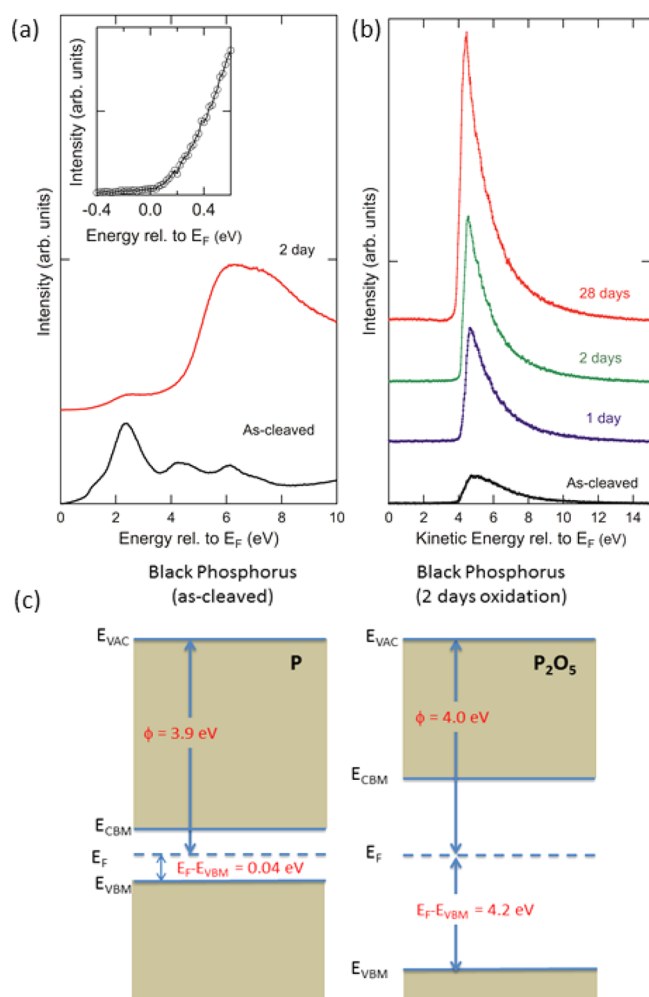 (a)
Intensity (arb. units)
Intensity (arb. units)
-0.4 0.0 0.4
Energy rel. to E_F (eV)
2 day
As-cleaved
0 2 4 6 8 10
Energy rel. to E_F (eV)
(b)
Intensity (arb. units)
28 days
2 days
1 day
As-cleaved
0 2 4 6 8 10 12 14
Kinetic Energy rel. to E_F (eV)
(c)
Black Phosphorus
(as-cleaved)
E_VAC
P
ϕ = 3.9 eV
E_CBM
E_F
E_F-E_VBM = 0.04 eV
E_VBM
Black Phosphorus
(2 days oxidation)
E_VAC
P₂O₅
ϕ = 4.0 eV
E_CBM
E_F
E_F-E_VBM = 4.2 eV
E_VBM